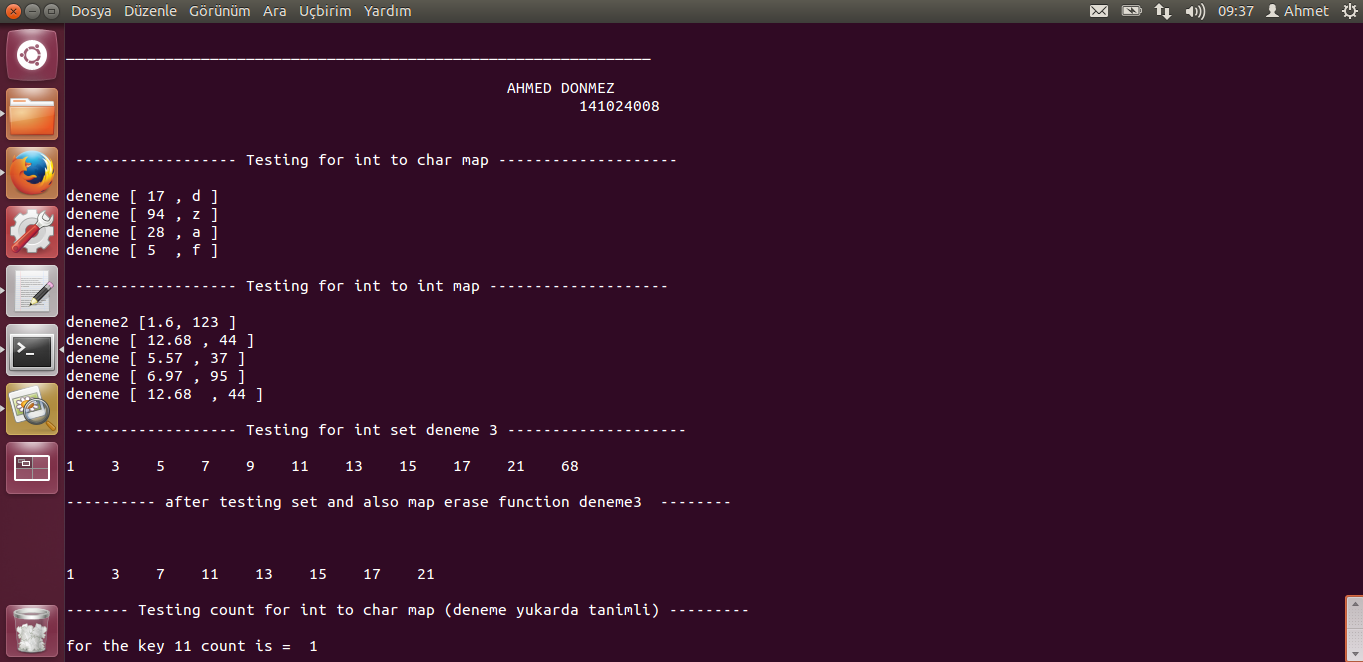 Dosya Düzenle Görünüm Ara Uçbirim Yardım 09:37 Ahmet
_________________________________________________________________
AHMED DONMEZ
141024008
------------------ Testing for int to char map --------------------
deneme [ 17 , d ]
deneme [ 94 , z ]
deneme [ 28 , a ]
deneme [ 5  , f ]
------------------ Testing for int to int map --------------------
deneme2 [1.6, 123 ]
deneme [ 12.68 , 44 ]
deneme [ 5.57 , 37 ]
deneme [ 6.97 , 95 ]
deneme [ 12.68  , 44 ]
------------------ Testing for int set deneme 3 --------------------
1    3    5    7    9    11    13    15    17    21    68
---------- after testing set and also map erase function deneme3  --------
1    3    7    11    13    15    17    21
------- Testing count for int to char map (deneme yukarda tanimli) ---------
for the key 11 count is =  1